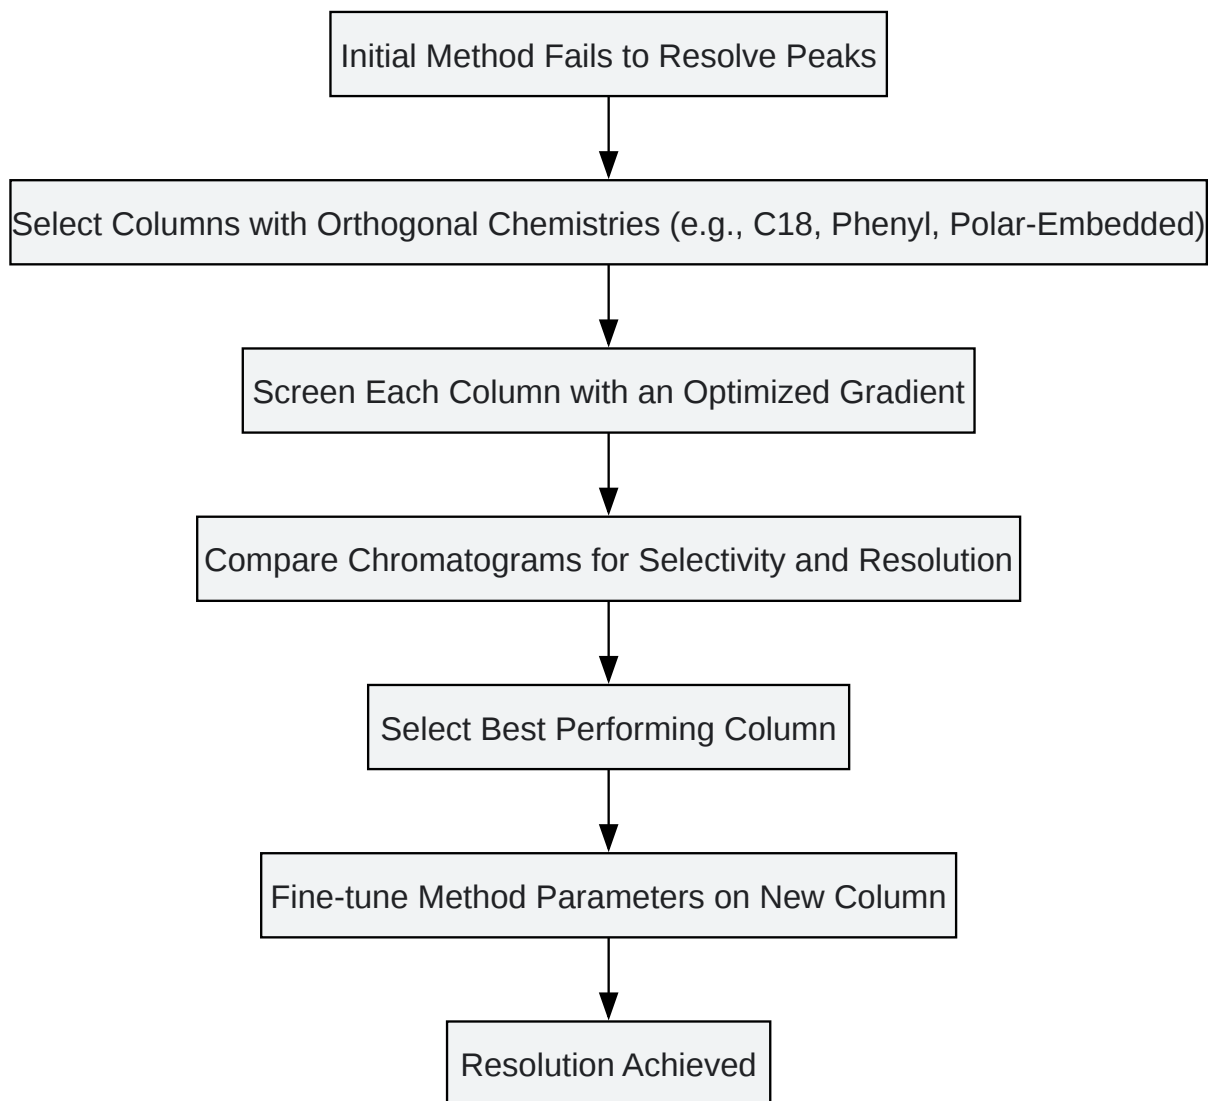 Initial Method Fails to Resolve Peaks
Select Columns with Orthogonal Chemistries (e.g., C18, Phenyl, Polar-Embedded)
Screen Each Column with an Optimized Gradient
Compare Chromatograms for Selectivity and Resolution
Select Best Performing Column
Fine-tune Method Parameters on New Column
Resolution Achieved